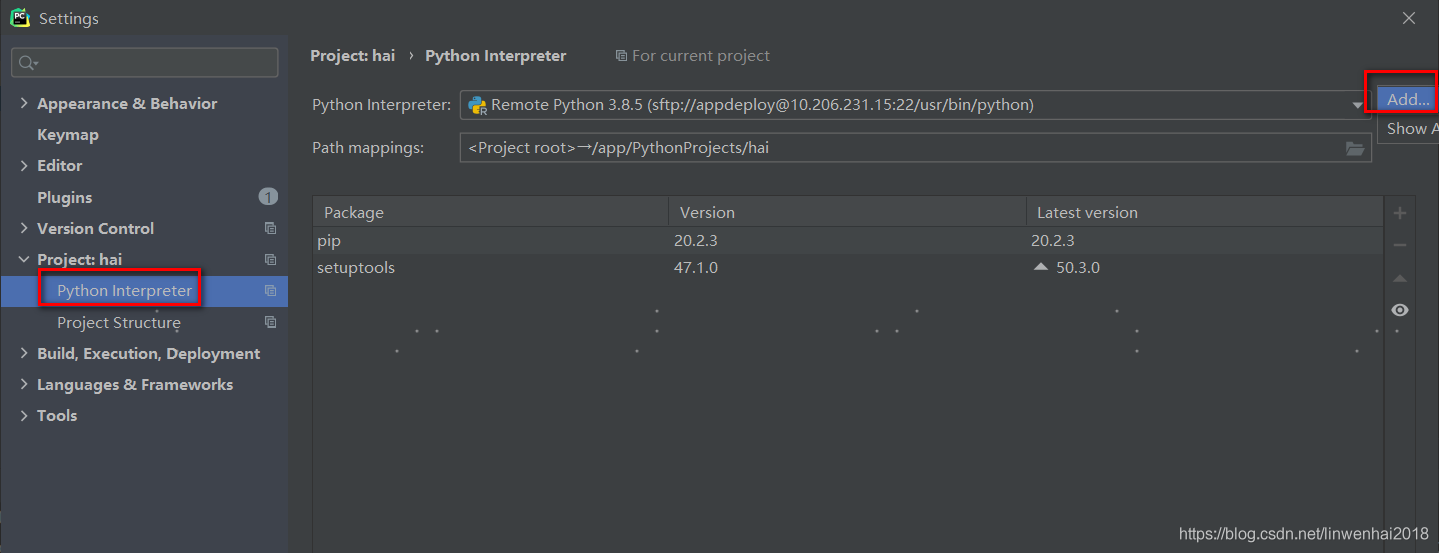 Settings
Project: hai › Python Interpreter For current project
Appearance & Behavior
Keymap
Editor
Plugins 1
Version Control
Project: hai
Python Interpreter
Project Structure
Build, Execution, Deployment
Languages & Frameworks
Tools
Python Interpreter: Remote Python 3.8.5 (sftp://appdeploy@10.206.231.15:22/usr/bin/python)
Add...
Show A
Path mappings: <Project root>→/app/PythonProjects/hai
Package Version Latest version
pip 20.2.3 20.2.3
setuptools 47.1.0 50.3.0
https://blog.csdn.net/linwenhai2018